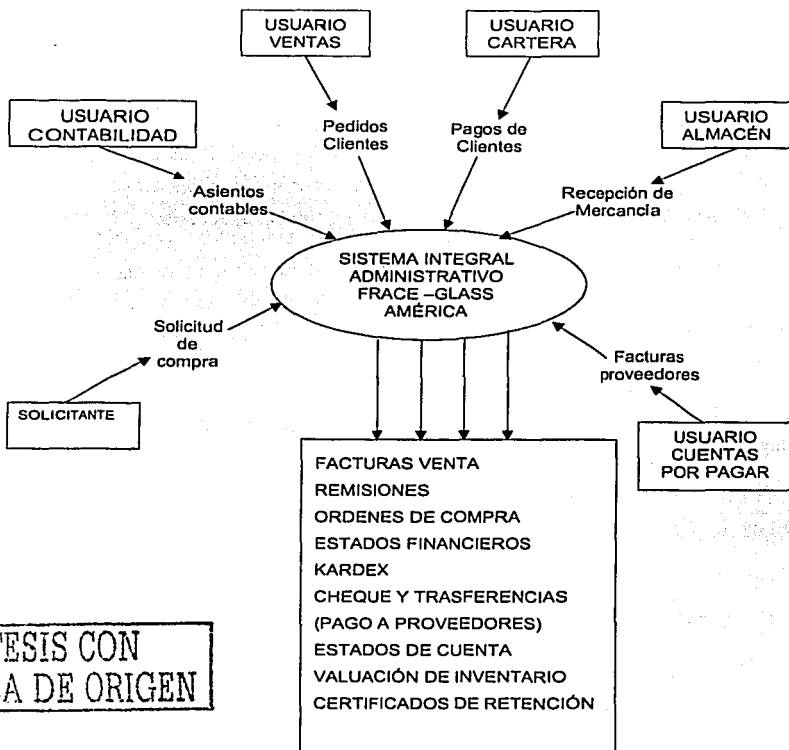 USUARIO
VENTAS
USUARIO
CARTERA
USUARIO
CONTABILIDAD
USUARIO
ALMACÉN
Pedidos
Clientes
Pagos de
Clientes
Asientos
contables
Recepción de
Mercancía
SISTEMA INTEGRAL
ADMINISTRATIVO
FRACE –GLASS
AMÉRICA
Solicitud
de
compra
Facturas
proveedores
SOLICITANTE
USUARIO
CUENTAS
POR PAGAR
FACTURAS VENTA
REMISIONES
ORDENES DE COMPRA
ESTADOS FINANCIEROS
KARDEX
CHEQUE Y TRASFERENCIAS
(PAGO A PROVEEDORES)
ESTADOS DE CUENTA
VALUACIÓN DE INVENTARIO
CERTIFICADOS DE RETENCIÓN
TESIS CON
A DE ORIGEN